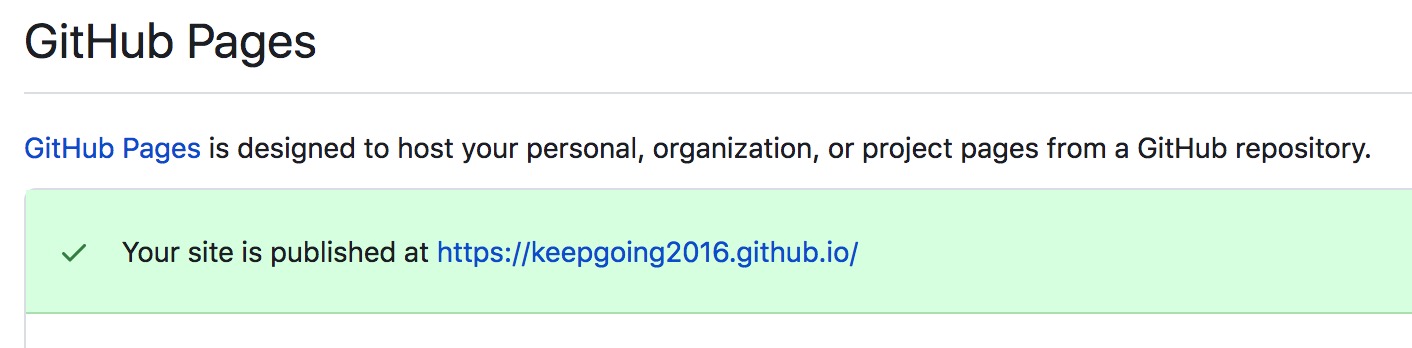 GitHub Pages
GitHub Pages is designed to host your personal, organization, or project pages from a GitHub repository.
Your site is published at https://keepgoing2016.github.io/